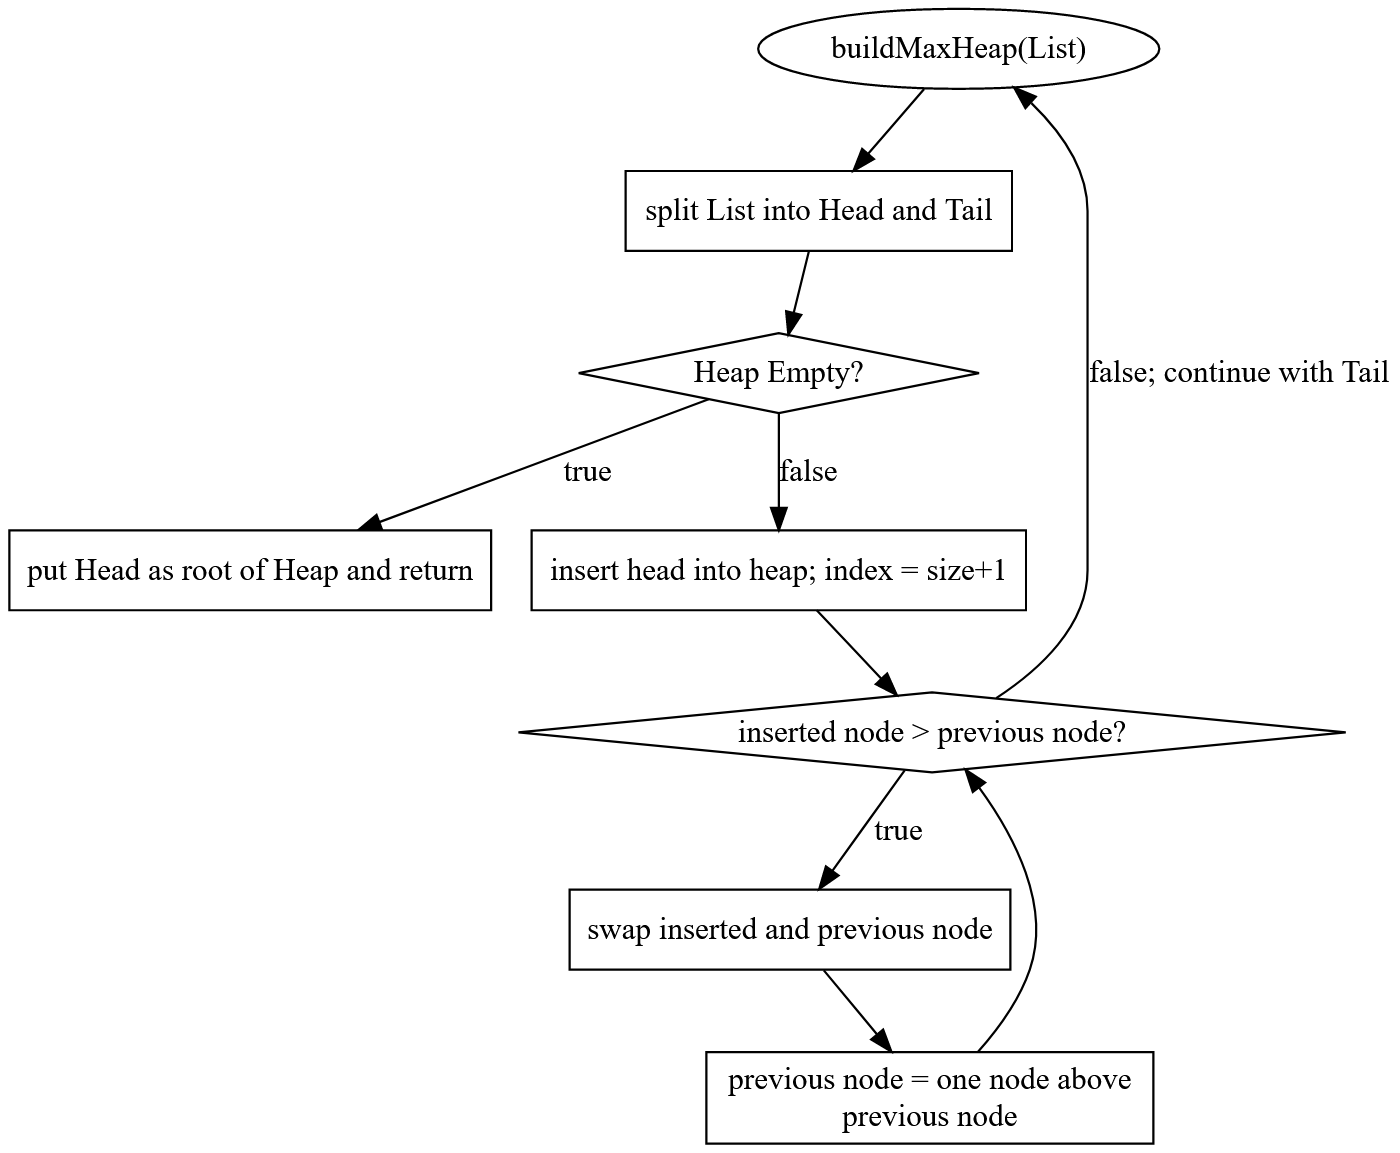 buildMaxHeap(List)
split List into Head and Tail
Heap Empty?
false; continue with Tail
true
false
put Head as root of Heap and return
insert head into heap; index = size+1
inserted node > previous node?
true
swap inserted and previous node
previous node = one node above
previous node